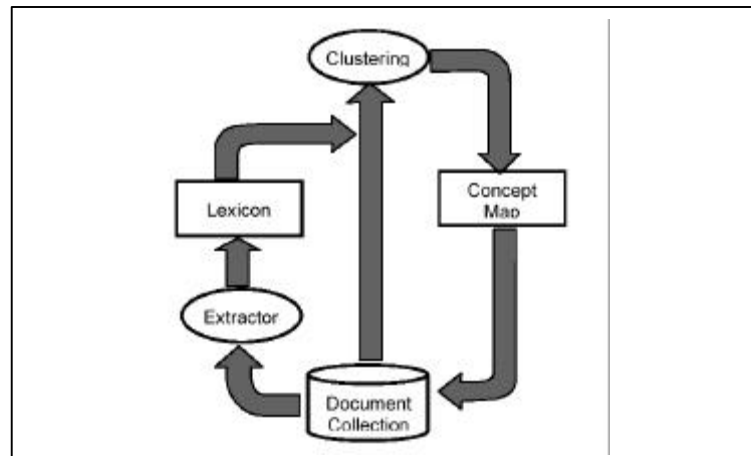 Clustering
Lexicon
Concept
Map
Extractor
Document
Collection